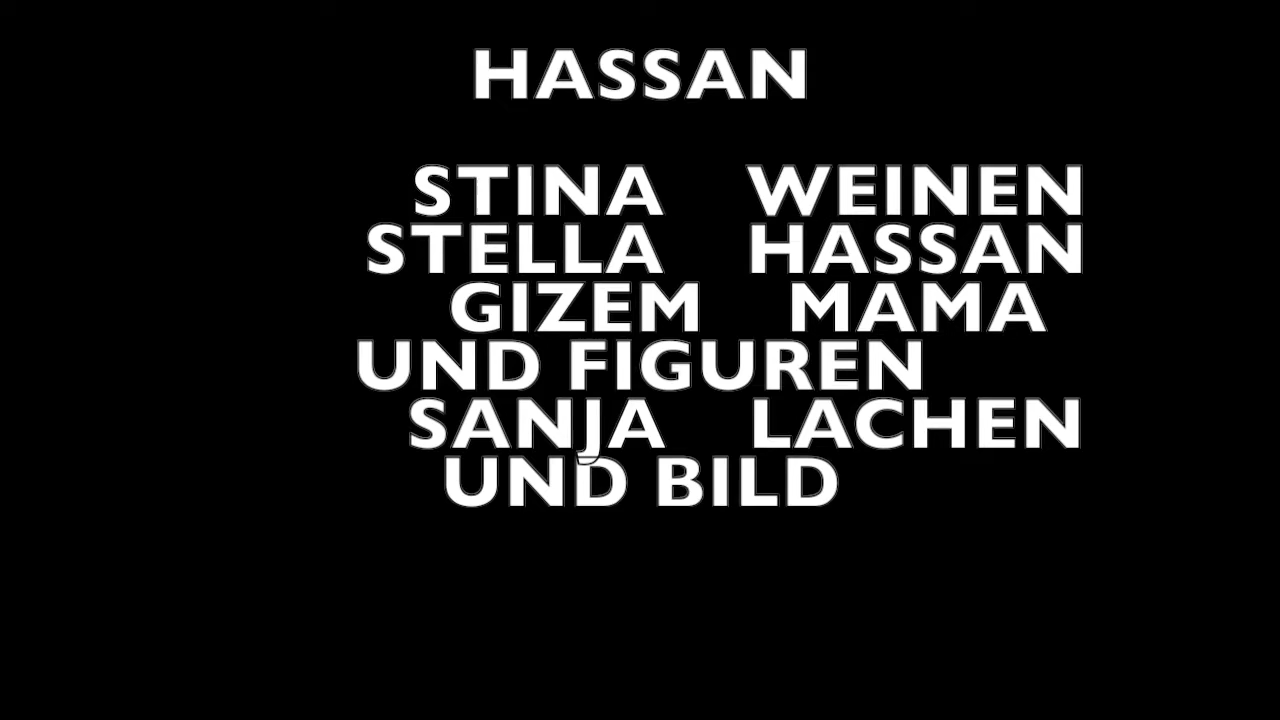 HASSAN
STINA WEINEN
STELLA HASSAN
GIZEM MAMA
UND FIGUREN
SANJA LACHEN
UND BILD